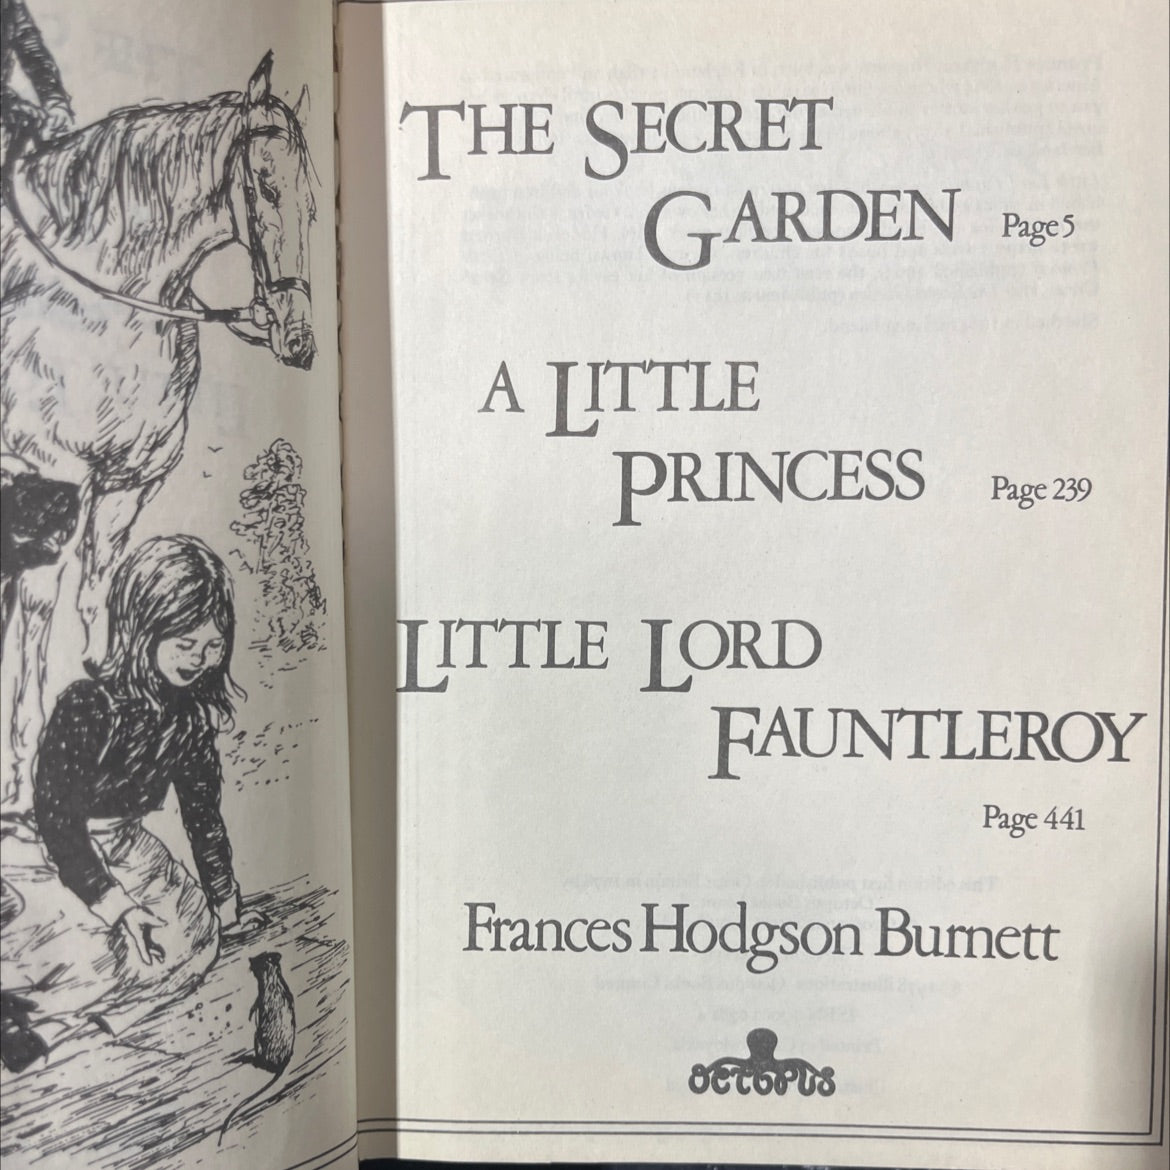 THE SECRET
GARDEN Page 5
A LITTLE
PRINCESS Page 239
LITTLE LORD
FAUNTLEROY
Page 441
Frances Hodgson Burnett
OCTOPUS